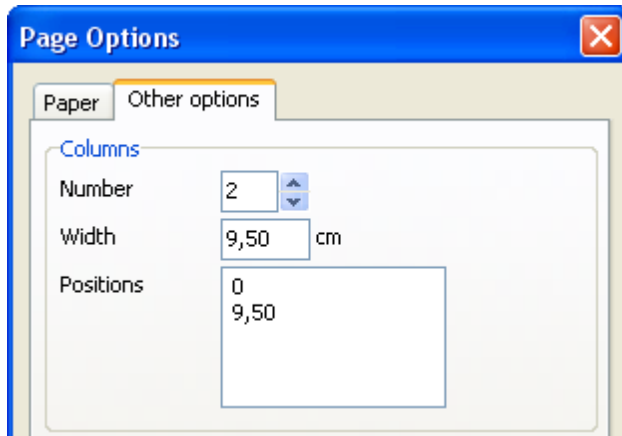 Page Options
Paper Other options
Columns
Number 2
Width 9,50 cm
Positions 0
9,50